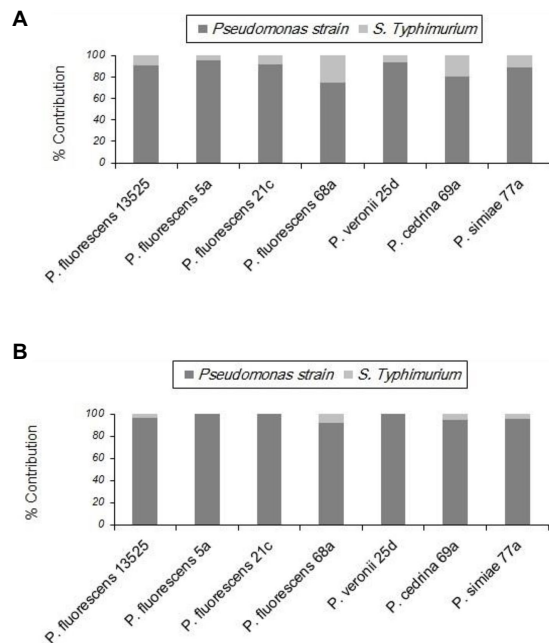 A
Pseudomonas strain S. Typhimurium
% Contribution
100
80
60
40
20
0
P. fluorescens 13525
P. fluorescens 5a
P. fluorescens 21c
P. fluorescens 68a
P. veronii 25d
P. cedrina 69a
P. simiae 77a
B
Pseudomonas strain S. Typhimurium
% Contribution
100
80
60
40
20
0
P. fluorescens 13525
P. fluorescens 5a
P. fluorescens 21c
P. fluorescens 68a
P. veronii 25d
P. cedrina 69a
P. simiae 77a